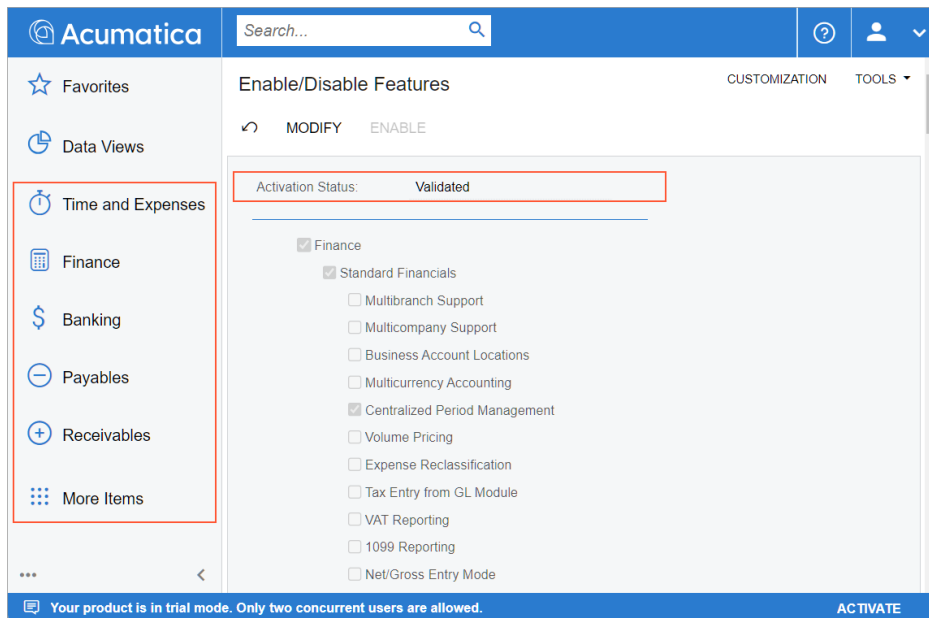 Acumatica
Search...
Favorites
Data Views
Time and Expenses
Finance
Banking
Payables
Receivables
More Items
Enable/Disable Features
CUSTOMIZATION TOOLS
MODIFY ENABLE
Activation Status: Validated
Finance
Standard Financials
Multibranch Support
Multicompany Support
Business Account Locations
Multicurrency Accounting
Centralized Period Management
Volume Pricing
Expense Reclassification
Tax Entry from GL Module
VAT Reporting
1099 Reporting
Net/Gross Entry Mode
Your product is in trial mode. Only two concurrent users are allowed. ACTIVATE